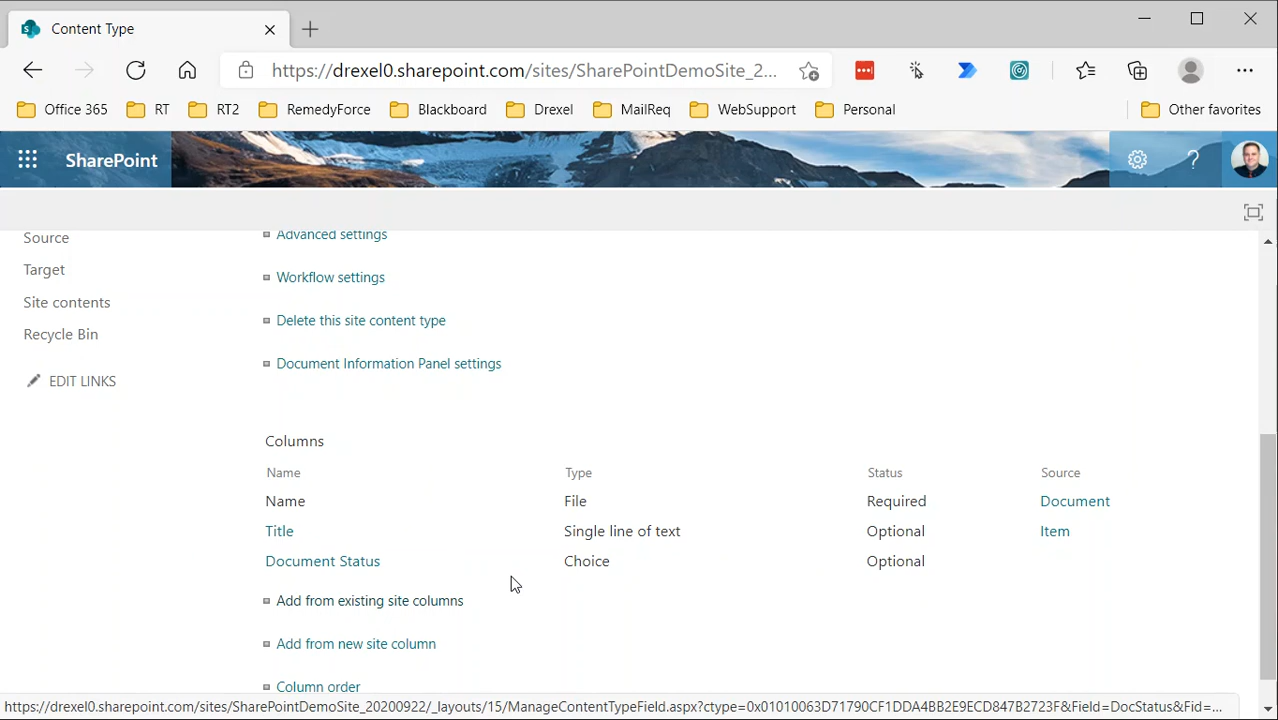 Content Type
https://drexel0.sharepoint.com/sites/SharePointDemoSite_2...
Office 365
RT
RT2
RemedyForce
Blackboard
Drexel
MailReq
WebSupport
Personal
Other favorites
SharePoint
Source
Target
Site contents
Recycle Bin
EDIT LINKS
Advanced settings
Workflow settings
Delete this site content type
Document Information Panel settings
Columns
Name Type Status Source
Name File Required Document
Title Single line of text Optional Item
Document Status Choice Optional
Add from existing site columns
Add from new site column
Column order
https://drexel0.sharepoint.com/sites/SharePointDemoSite_20200922/_layouts/15/ManageContentTypeField.aspx?ctype=0x01010063D71790CF1DDA4BB2E9ECD847B2723F&Field=DocStatus&Fid=...